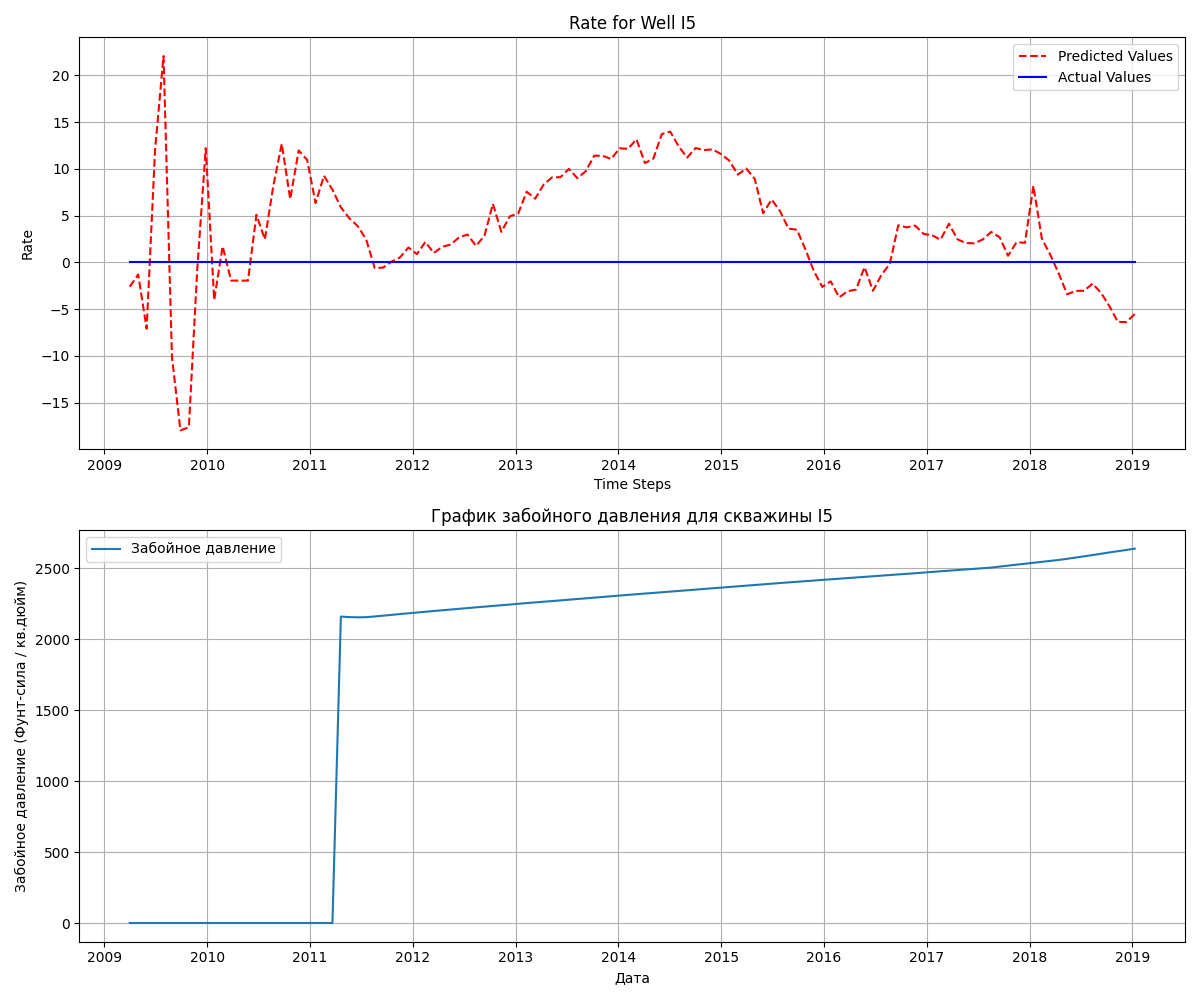 Rate for Well I5
Predicted Values
Actual Values
Rate
20
15
10
5
0
−5
−10
−15
2009 2010 2011 2012 2013 2014 2015 2016 2017 2018 2019
Time Steps
График забойного давления для скважины I5
Забойное давление
Забойное давление (Фунт-сила / кв.дюйм)
2500
2000
1500
1000
500
0
2009 2010 2011 2012 2013 2014 2015 2016 2017 2018 2019
Дата